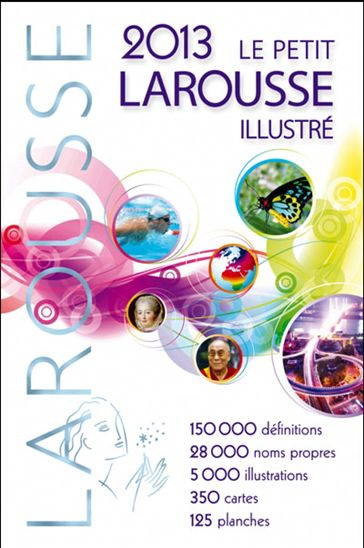 LAROUSSE
2013 LE PETIT
LAROUSSE
ILLUSTRÉ
150 000 définitions
28 000 noms propres
5 000 illustrations
350 cartes
125 planches